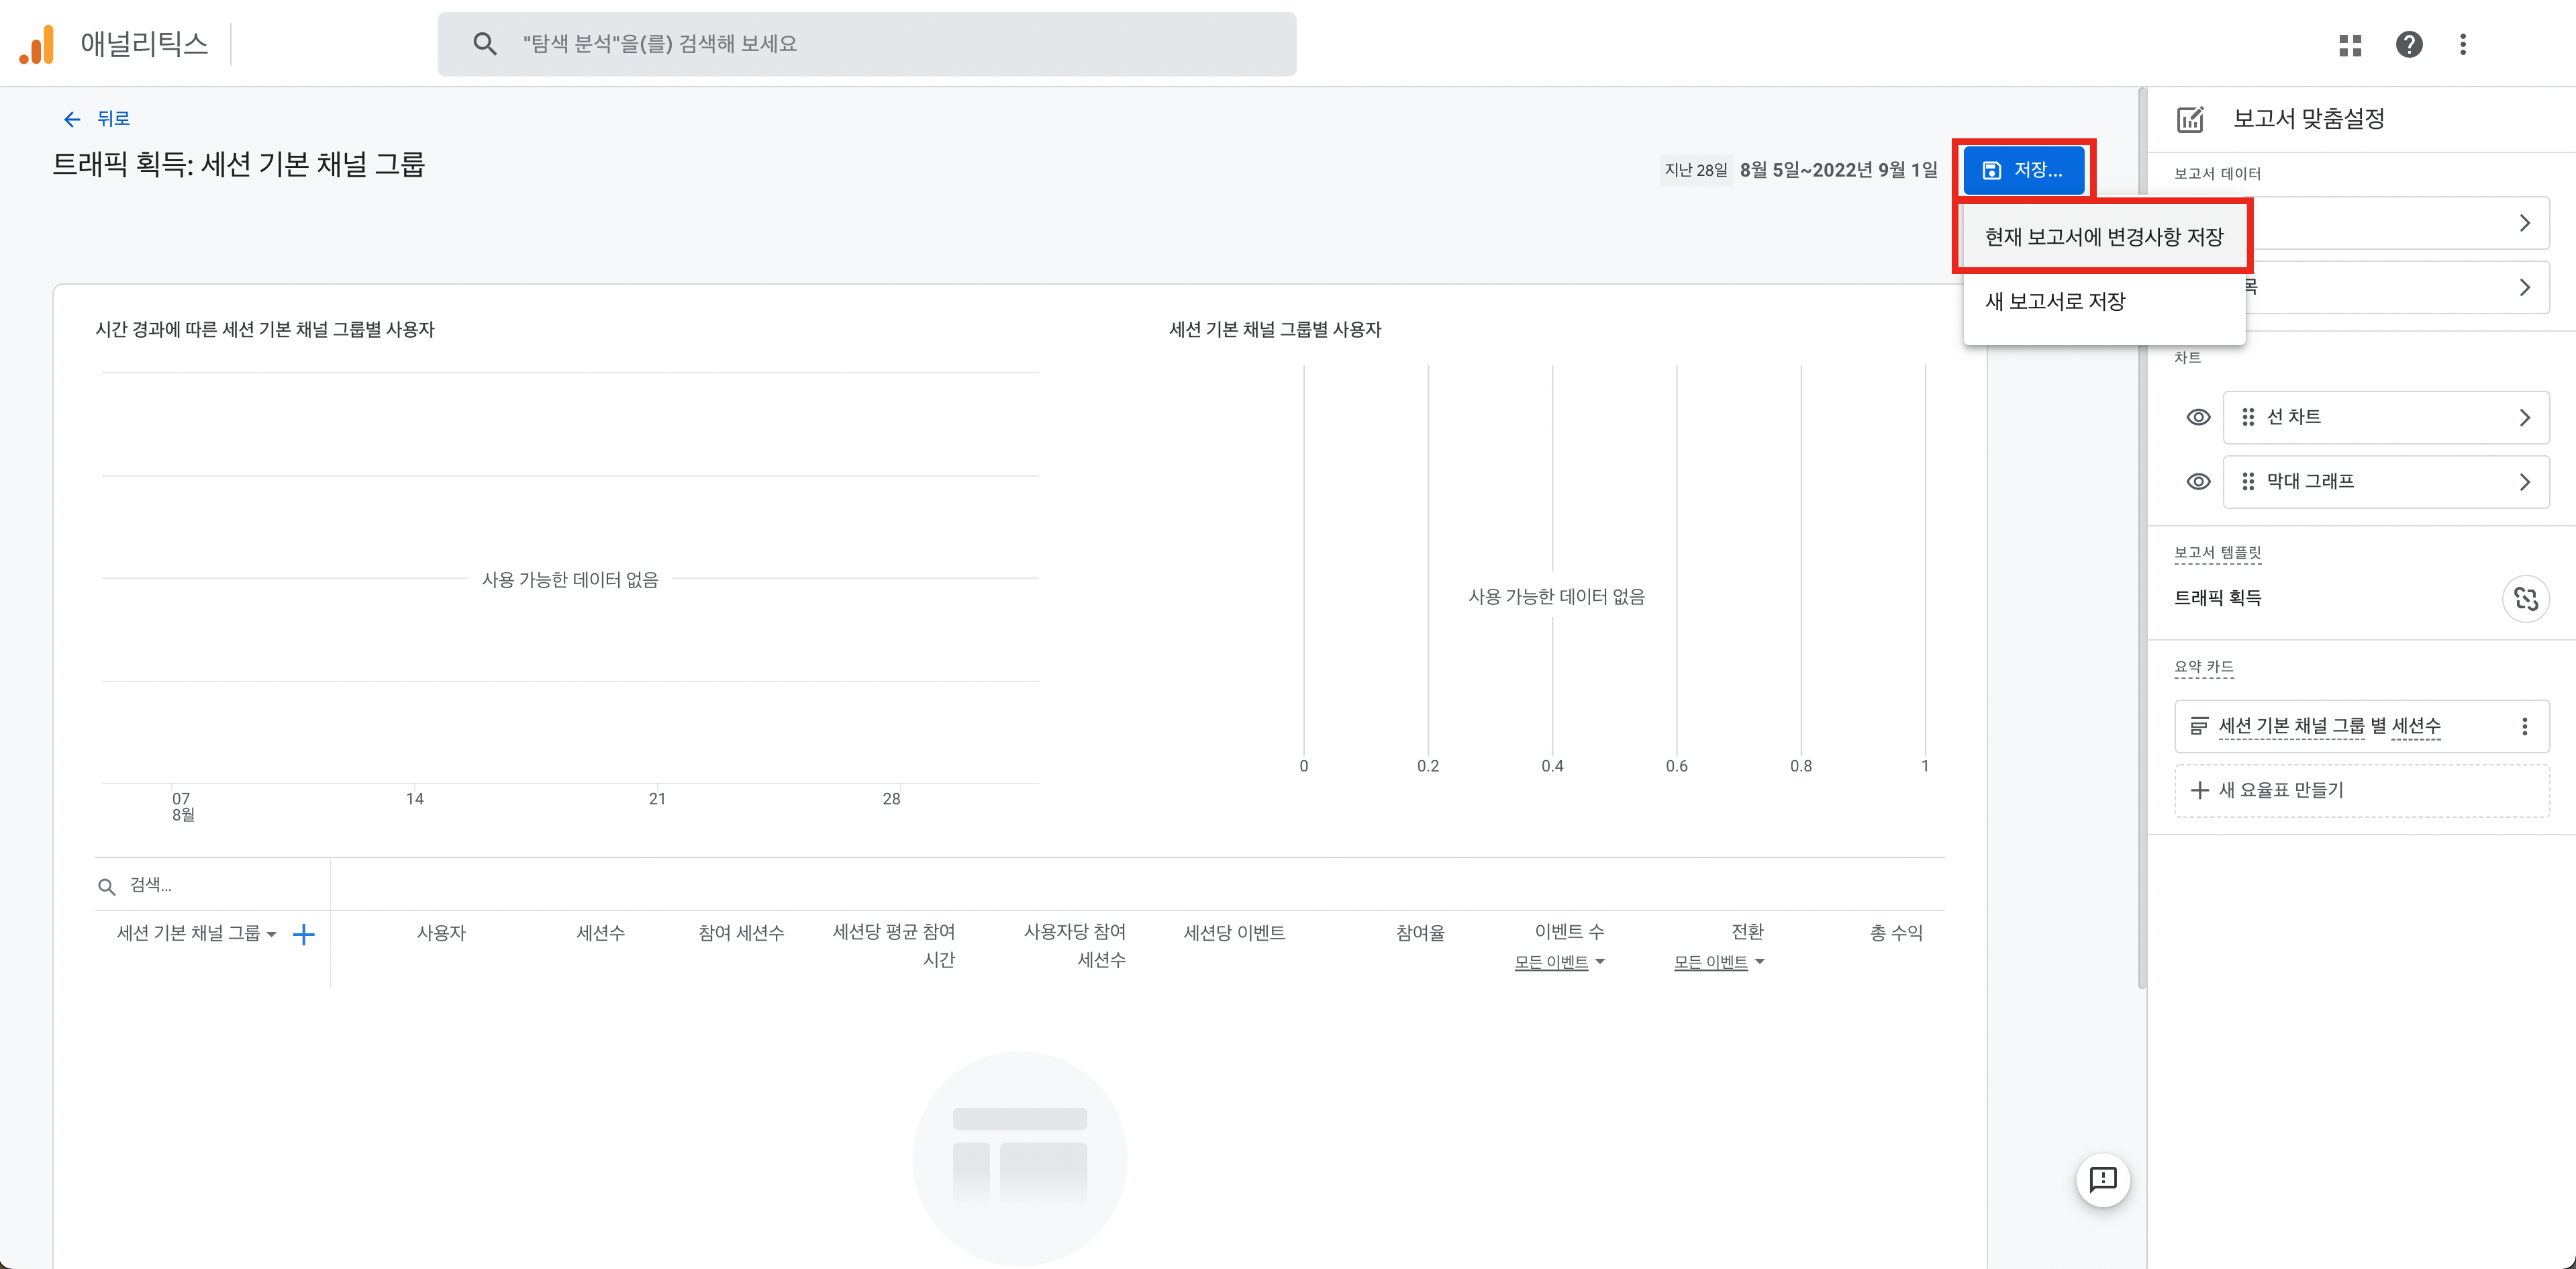 애널리틱스
"탐색 분석"을(를) 검색해 보세요
뒤로
트래픽 획득: 세션 기본 채널 그룹
지난 28일 8월 5일~2022년 9월 1일
저장...
현재 보고서에 변경사항 저장
새 보고서로 저장
시간 경과에 따른 세션 기본 채널 그룹별 사용자
사용 가능한 데이터 없음
07
8월
14
21
28
세션 기본 채널 그룹별 사용자
사용 가능한 데이터 없음
0
0.2
0.4
0.6
0.8
1
검색...
세션 기본 채널 그룹
사용자
세션수
참여 세션수
세션당 평균 참여
시간
사용자당 참여
세션수
세션당 이벤트
참여율
이벤트 수
모든 이벤트
전환
모든 이벤트
총 수익
보고서 맞춤설정
보고서 데이터
목
차트
선 차트
막대 그래프
보고서 템플릿
트래픽 획득
요약 카드
세션 기본 채널 그룹 별 세션수
새 요율표 만들기